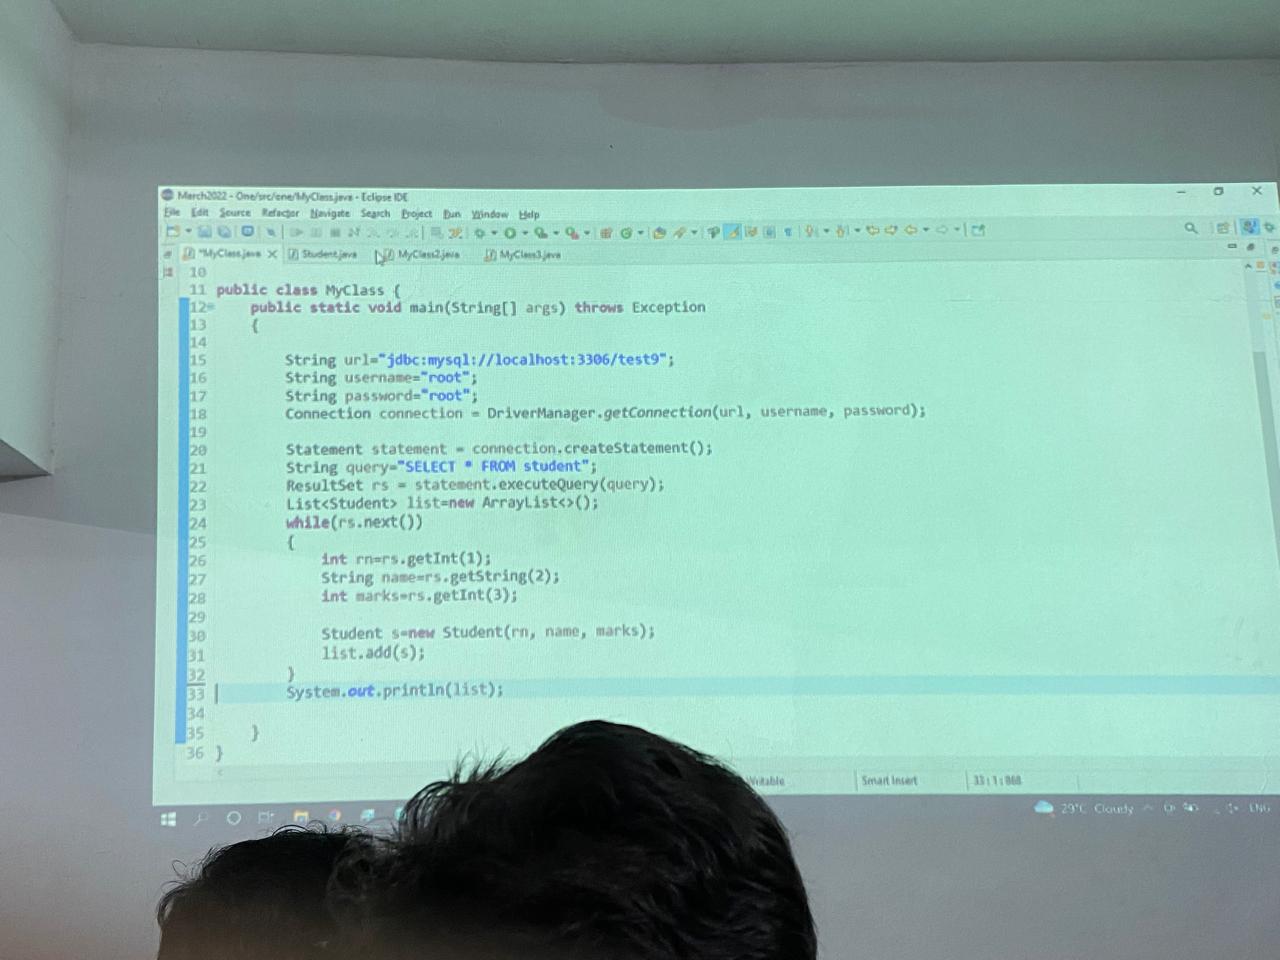 March2022 - One/src/one/MyClass.java - Eclipse IDE
File Edit Source Refactor Navigate Search Project Run Window Help
*MyClass.java Student.java MyClass2.java MyClass3.java
10
11 public class MyClass {
12 public static void main(String[] args) throws Exception
13 {
14
15 String url="jdbc:mysql://localhost:3306/test9";
16 String username="root";
17 String password="root";
18 Connection connection = DriverManager.getConnection(url, username, password);
19
20 Statement statement = connection.createStatement();
21 String query="SELECT * FROM student";
22 ResultSet rs = statement.executeQuery(query);
23 List<Student> list=new ArrayList<>();
24 while(rs.next())
25 {
26 int rn=rs.getInt(1);
27 String name=rs.getString(2);
28 int marks=rs.getInt(3);
29
30 Student s=new Student(rn, name, marks);
31 list.add(s);
32 }
33 System.out.println(list);
34
35 }
36 }
Writable Smart Insert 33:1:868
29°C Cloudy ENG